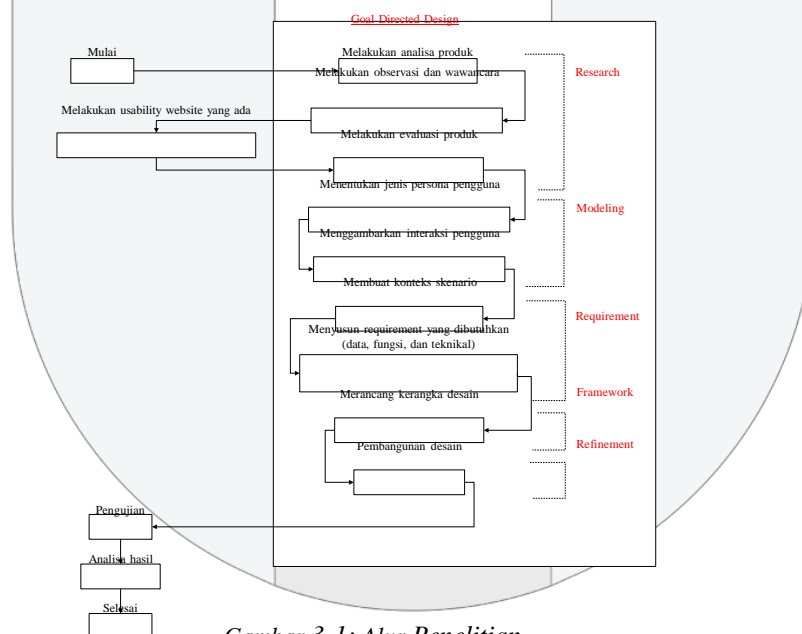 Goal Directed Design
Mulai
Melakukan analisa produk
Melakukan observasi dan wawancara
Research
Melakukan usability website yang ada
Melakukan evaluasi produk
Menentukan jenis persona pengguna
Modeling
Menggambarkan interaksi pengguna
Membuat konteks skenario
Requirement
Menyusun requirement yang dibutuhkan
(data, fungsi, dan teknikal)
Merancang kerangka desain
Framework
Pembangunan desain
Refinement
Pengujian
Analisa hasil
Selesai
Gambar 3.1: Alur Penelitian